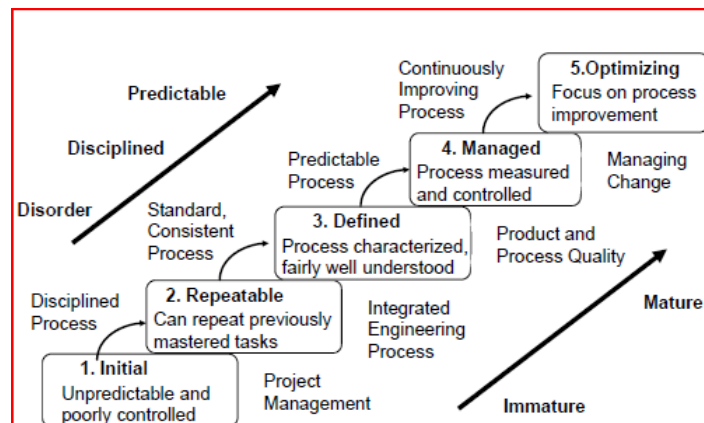 Continuously
Improving
Process
5.Optimizing
Focus on process
improvement
Predictable
Disciplined
Disorder
Predictable
Process
4. Managed
Process measured
and controlled
Managing
Change
Standard,
Consistent
Process
3. Defined
Process characterized,
fairly well understood
Product and
Process Quality
Disciplined
Process
2. Repeatable
Can repeat previously
mastered tasks
Integrated
Engineering
Process
Mature
1. Initial
Unpredictable and
poorly controlled
Project
Management
Immature